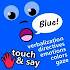 Blue!
verbalization
directives
emotions
colors
gaze
touch
& say